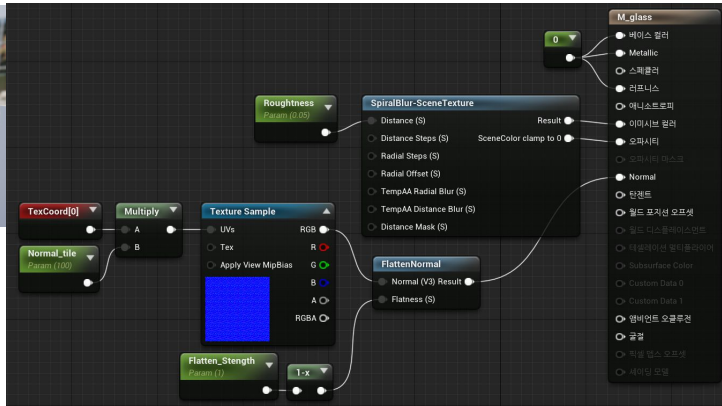 M_glass
0
베이스 컬러
Metallic
스페큘러
러프니스
애니소트로피
이미시브 컬러
오파시티
오파시티 마스크
Normal
탄젠트
월드 포지션 오프셋
월드 디스플레이스먼트
테셀레이션 멀티플라이어
Subsurface Color
Custom Data 0
Custom Data 1
앰비언트 오클루전
굴절
픽셀 뎁스 오프셋
셰이딩 모델
Roughtness
Param (0.05)
SpiralBlur-SceneTexture
Distance (S)
Result
Distance Steps (S)
SceneColor clamp to 0
Radial Steps (S)
Radial Offset (S)
TempAA Radial Blur (S)
TempAA Distance Blur (S)
Distance Mask (S)
TexCoord[0]
Multiply
A
B
Normal_tile
Param (100)
Texture Sample
UVs
RGB
Tex
R
Apply View MipBias
G
B
A
RGBA
FlattenNormal
Normal (V3) Result
Flatness (S)
Flatten_Stength
Param (1)
1-x